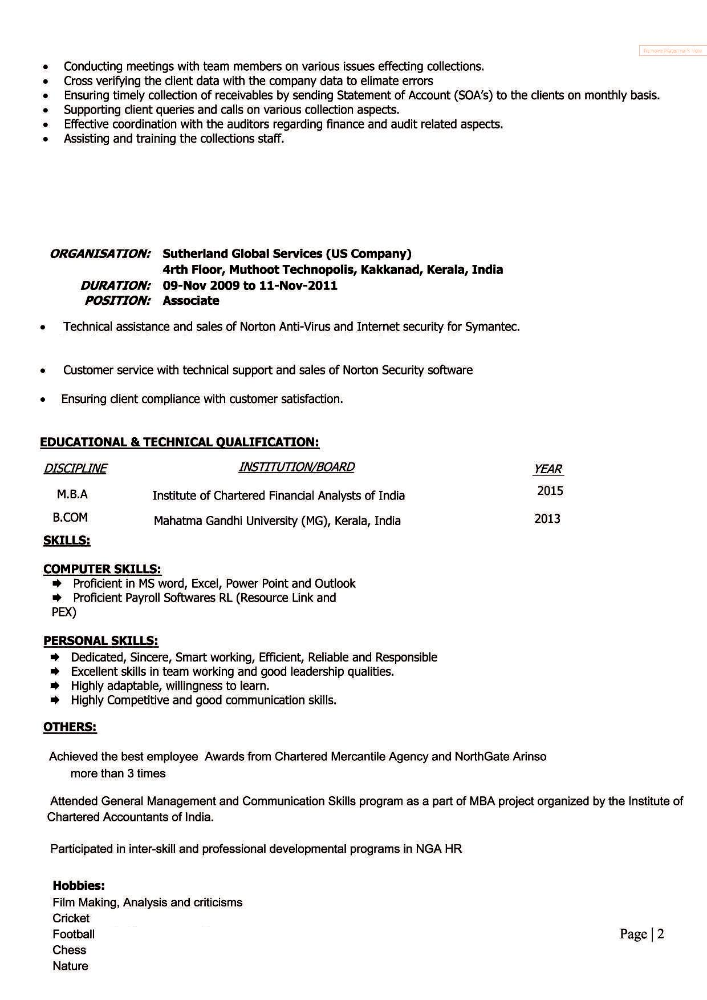 Remove Watermark Now
• Conducting meetings with team members on various issues effecting collections.
• Cross verifying the client data with the company data to elimate errors
• Ensuring timely collection of receivables by sending Statement of Account (SOA's) to the clients on monthly basis.
• Supporting client queries and calls on various collection aspects.
• Effective coordination with the auditors regarding finance and audit related aspects.
• Assisting and training the collections staff.
ORGANISATION: Sutherland Global Services (US Company)
4rth Floor, Muthoot Technopolis, Kakkanad, Kerala, India
DURATION: 09-Nov 2009 to 11-Nov-2011
POSITION: Associate
• Technical assistance and sales of Norton Anti-Virus and Internet security for Symantec.
• Customer service with technical support and sales of Norton Security software
• Ensuring client compliance with customer satisfaction.
EDUCATIONAL & TECHNICAL QUALIFICATION:
DISCIPLINE INSTITUTION/BOARD YEAR
M.B.A Institute of Chartered Financial Analysts of India 2015
B.COM Mahatma Gandhi University (MG), Kerala, India 2013
SKILLS:
COMPUTER SKILLS:
➡ Proficient in MS word, Excel, Power Point and Outlook
➡ Proficient Payroll Softwares RL (Resource Link and
PEX)
PERSONAL SKILLS:
➡ Dedicated, Sincere, Smart working, Efficient, Reliable and Responsible
➡ Excellent skills in team working and good leadership qualities.
➡ Highly adaptable, willingness to learn.
➡ Highly Competitive and good communication skills.
OTHERS:
Achieved the best employee Awards from Chartered Mercantile Agency and NorthGate Arinso
more than 3 times
Attended General Management and Communication Skills program as a part of MBA project organized by the Institute of
Chartered Accountants of India.
Participated in inter-skill and professional developmental programs in NGA HR
Hobbies:
Film Making, Analysis and criticisms
Cricket
Football
Page | 2
Chess
Nature